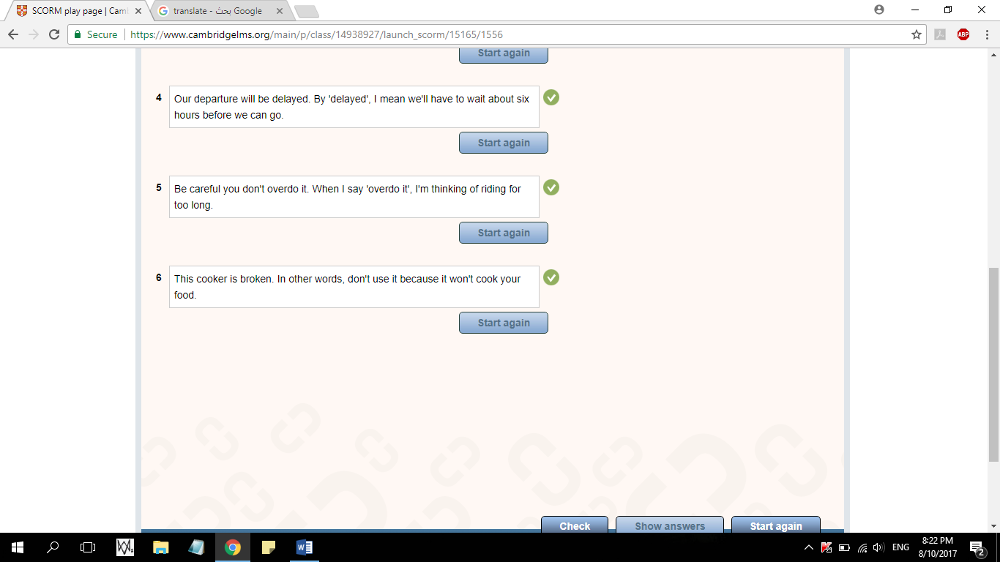 SCORM play page | Cam
translate - بحث Google
Secure
https://www.cambridgelms.org/main/p/class/14938927/launch_scorm/15165/1556
ABP
Start again
4
Our departure will be delayed. By 'delayed', I mean we'll have to wait about six
hours before we can go.
Start again
5
Be careful you don't overdo it. When I say 'overdo it', I'm thinking of riding for
too long.
Start again
6
This cooker is broken. In other words, don't use it because it won't cook your
food.
Start again
Check
Show answers
Start again
ENG
8:22 PM
8/10/2017
2